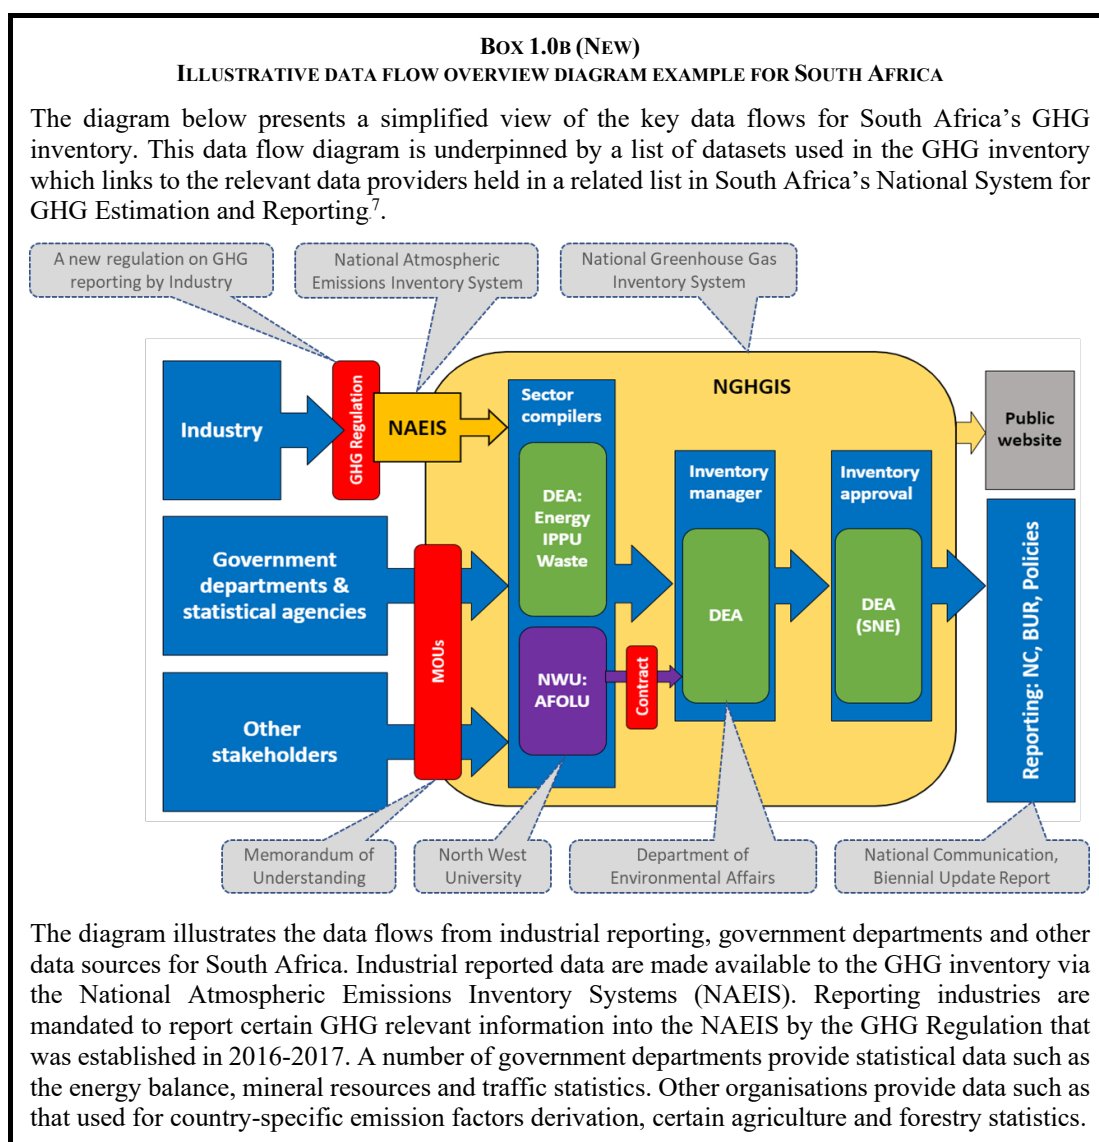 BOX 1.0B (NEW)
ILLUSTRATIVE DATA FLOW OVERVIEW DIAGRAM EXAMPLE FOR SOUTH AFRICA
The diagram below presents a simplified view of the key data flows for South Africa’s GHG
inventory. This data flow diagram is underpinned by a list of datasets used in the GHG inventory
which links to the relevant data providers held in a related list in South Africa’s National System for
GHG Estimation and Reporting.7.
A new regulation on GHG
reporting by Industry
National Atmospheric
Emissions Inventory System
National Greenhouse Gas
Inventory System
Industry
GHG Regulation
NAEIS
Sector
compilers
NGHGIS
Public
website
DEA:
Energy
IPPU
Waste
Inventory
manager
Inventory
approval
Government
departments &
statistical agencies
MOUs
DEA
DEA
(SNE)
Reporting: NC, BUR, Policies
NWU:
AFOLU
Contract
Other
stakeholders
Memorandum of
Understanding
North West
University
Department of
Environmental Affairs
National Communication,
Biennial Update Report
The diagram illustrates the data flows from industrial reporting, government departments and other
data sources for South Africa. Industrial reported data are made available to the GHG inventory via
the National Atmospheric Emissions Inventory Systems (NAEIS). Reporting industries are
mandated to report certain GHG relevant information into the NAEIS by the GHG Regulation that
was established in 2016-2017. A number of government departments provide statistical data such as
the energy balance, mineral resources and traffic statistics. Other organisations provide data such as
that used for country-specific emission factors derivation, certain agriculture and forestry statistics.